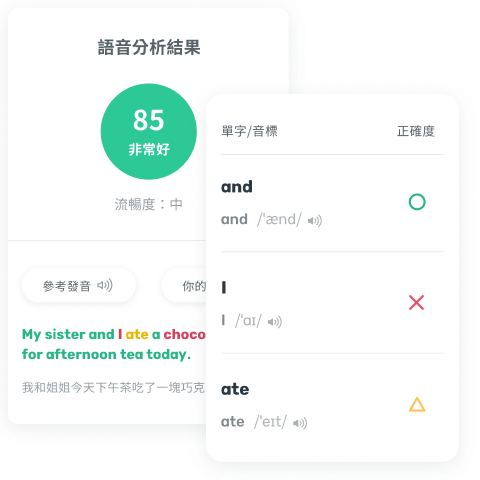 語音分析結果
85
非常好
流暢度：中
參考發音
你的
My sister and I ate a choco
for afternoon tea today.
我和姐姐今天下午茶吃了一塊巧克
單字/音標
正確度
and
and /ˈænd/
I
I /ˈɑɪ/
ate
ate /ˈeɪt/